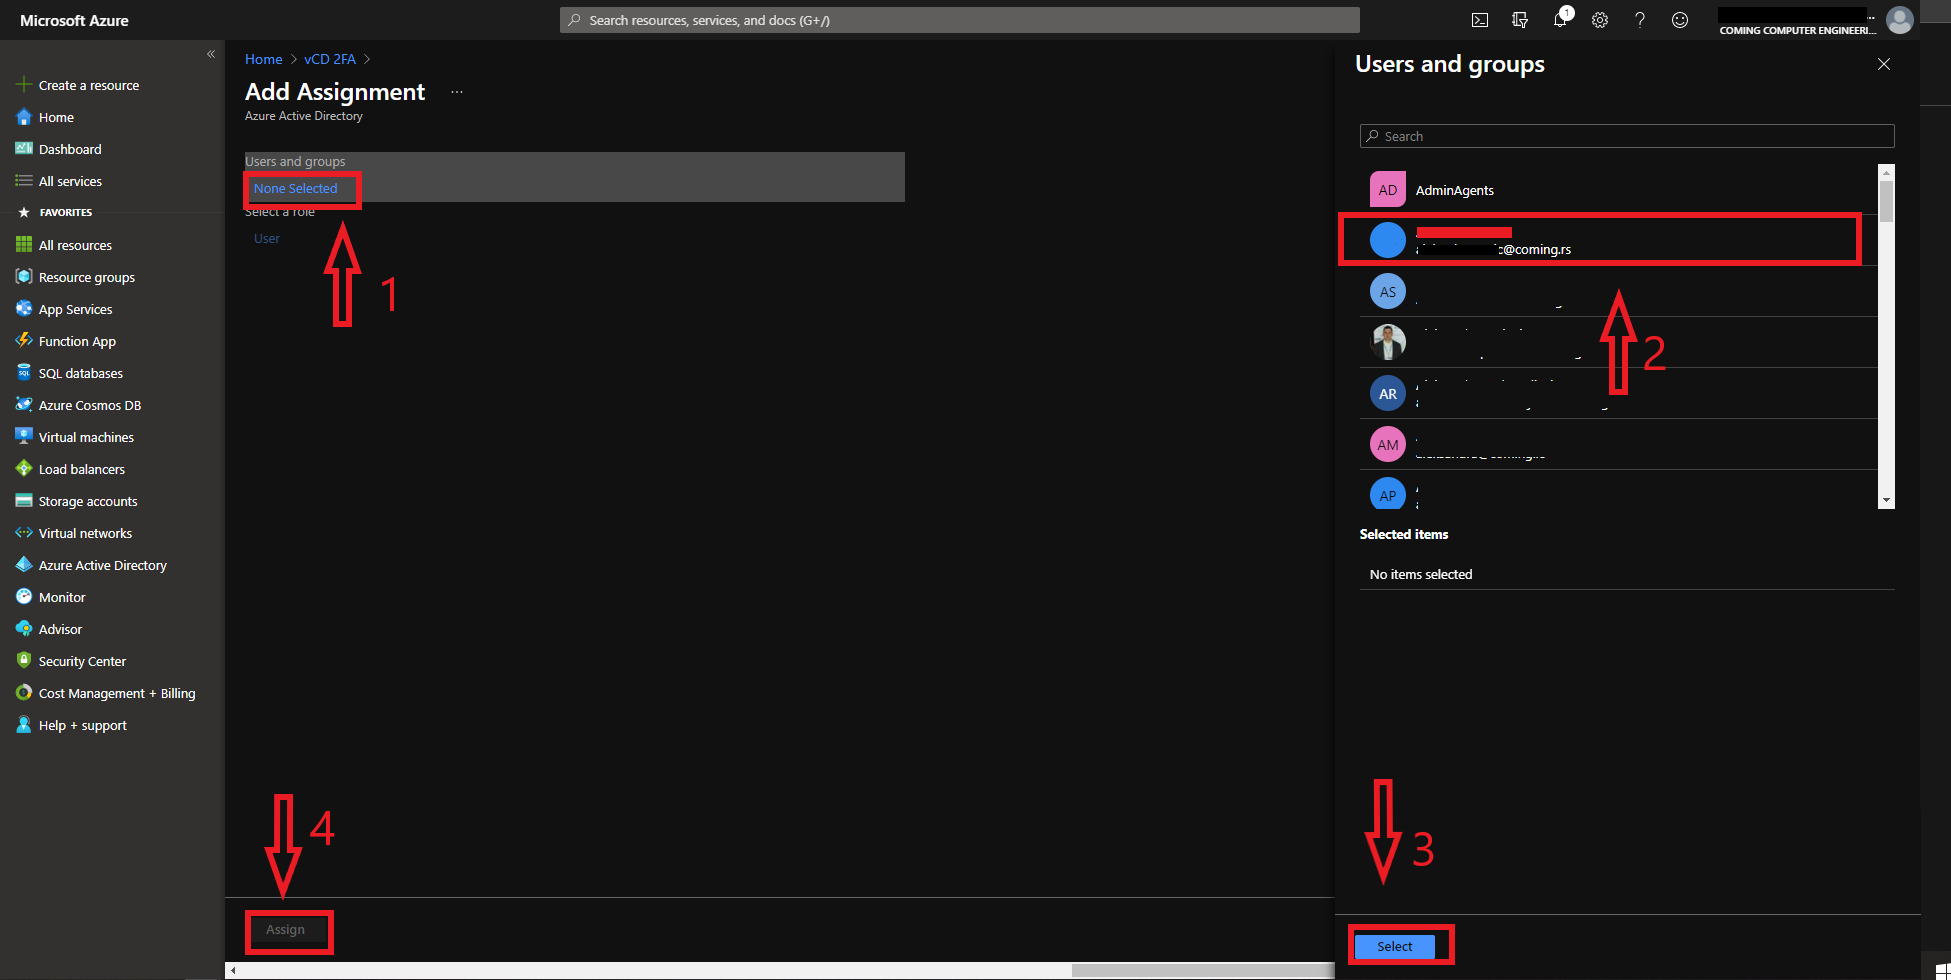 Microsoft Azure
Search resources, services, and docs (G+/)
1
...
COMING COMPUTER ENGINEERI...
Create a resource
Home
Dashboard
All services
FAVORITES
All resources
Resource groups
App Services
Function App
SQL databases
Azure Cosmos DB
Virtual machines
Load balancers
Storage accounts
Virtual networks
Azure Active Directory
Monitor
Advisor
Security Center
Cost Management + Billing
Help + support
Home > vCD 2FA >
Add Assignment ...
Azure Active Directory
Users and groups
None Selected
Select a role
User
1
4
Assign
Users and groups
Search
AD AdminAgents
c@coming.rs
AS
2
AR
AM
AP
Selected items
No items selected
3
Select